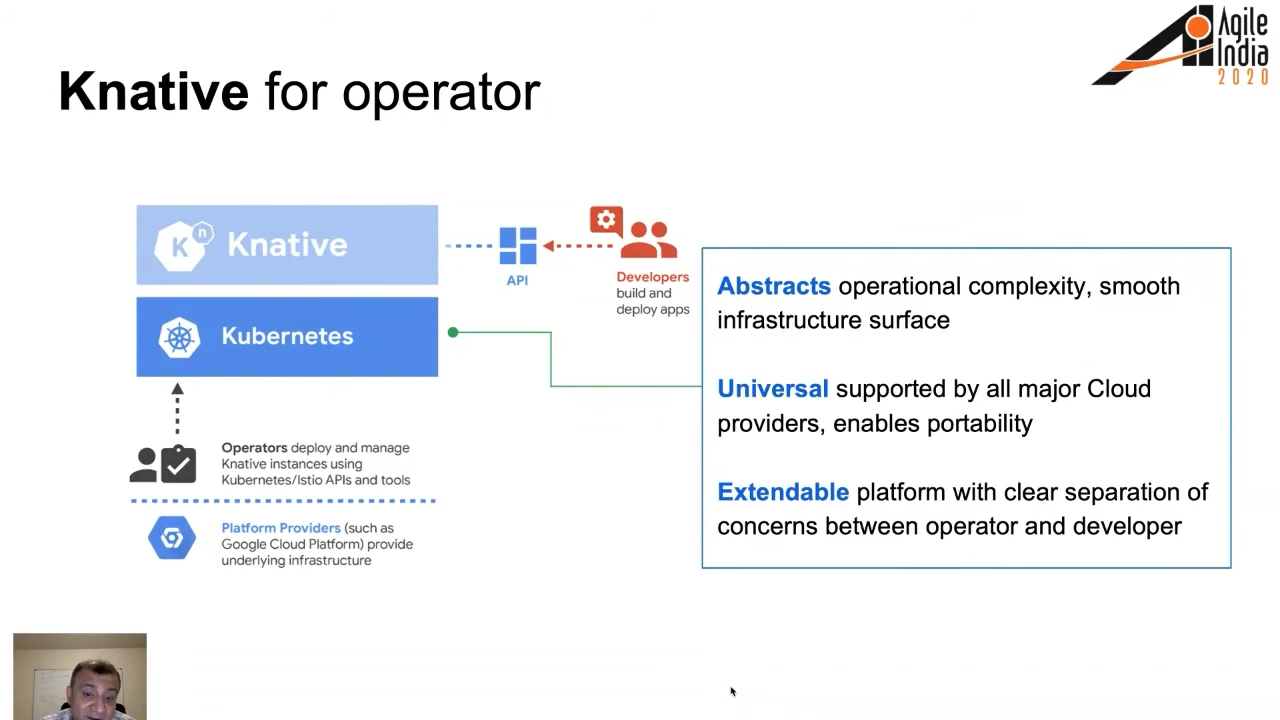 Agile
India
2020
Knative for operator
n
K
Knative
API
Developers
build and
deploy apps
Kubernetes
Operators deploy and manage
Knative instances using
Kubernetes/Istio APIs and tools
Platform Providers (such as
Google Cloud Platform) provide
underlying infrastructure
Abstracts operational complexity, smooth
infrastructure surface
Universal supported by all major Cloud
providers, enables portability
Extendable platform with clear separation of
concerns between operator and developer